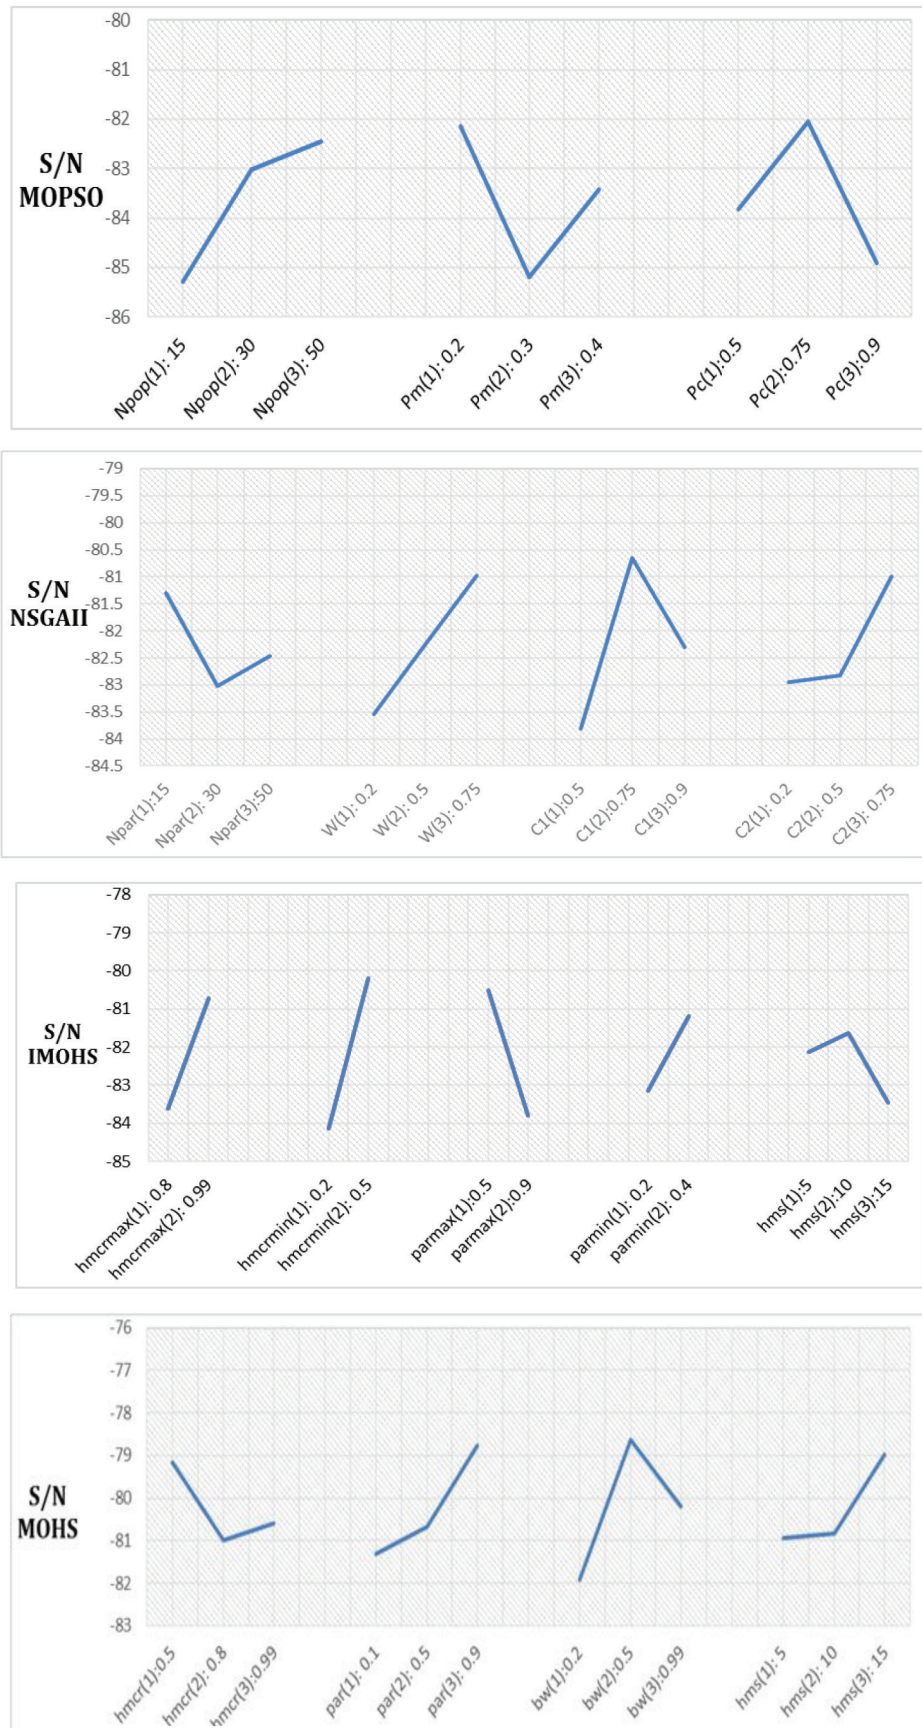 -80
-81
-82
-83
-84
-85
-86
S/N
MOPSO
Npop(1): 15
Npop(2): 30
Npop(3): 50
Pm(1): 0.2
Pm(2): 0.3
Pm(3): 0.4
Pc(1):0.5
Pc(2):0.75
Pc(3):0.9
-79
-79.5
-80
-80.5
-81
-81.5
-82
-82.5
-83
-83.5
-84
-84.5
S/N
NSGAII
Npar(1):15
Npar(2): 30
Npar(3):50
W(1): 0.2
W(2): 0.5
W(3): 0.75
C1(1):0.5
C1(2):0.75
C1(3):0.9
C2(1): 0.2
C2(2): 0.5
C2(3): 0.75
-78
-79
-80
-81
-82
-83
-84
-85
S/N
IMOHS
hmcrmax(1): 0.8
hmcrmax(2): 0.99
hmcrmin(1): 0.2
hmcrmin(2): 0.5
parmax(1):0.5
parmax(2):0.9
parmin(1): 0.2
parmin(2): 0.4
hms(1):5
hms(2):10
hms(3):15
-76
-77
-78
-79
-80
-81
-82
-83
S/N
MOHS
hmcr(1):0.5
hmcr(2): 0.8
hmcr(3):0.99
par(1): 0.1
par(2): 0.5
par(3): 0.9
bw(1):0.2
bw(2):0.5
bw(3):0.99
hms(1): 5
hms(2): 10
hms(3): 15